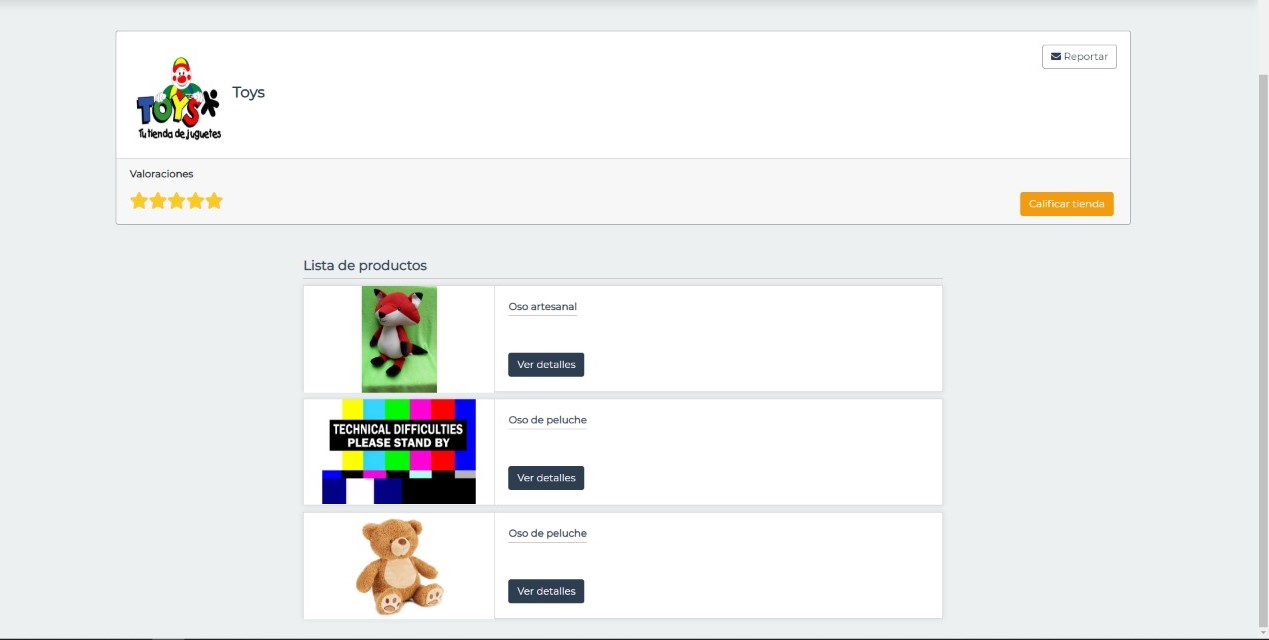 Reportar
TOYS
Tu tienda de juguetes
Toys
Valoraciones
Calificar tienda
Lista de productos
Oso artesanal
Ver detalles
TECHNICAL DIFFICULTIES
PLEASE STAND BY
Oso de peluche
Ver detalles
Oso de peluche
Ver detalles